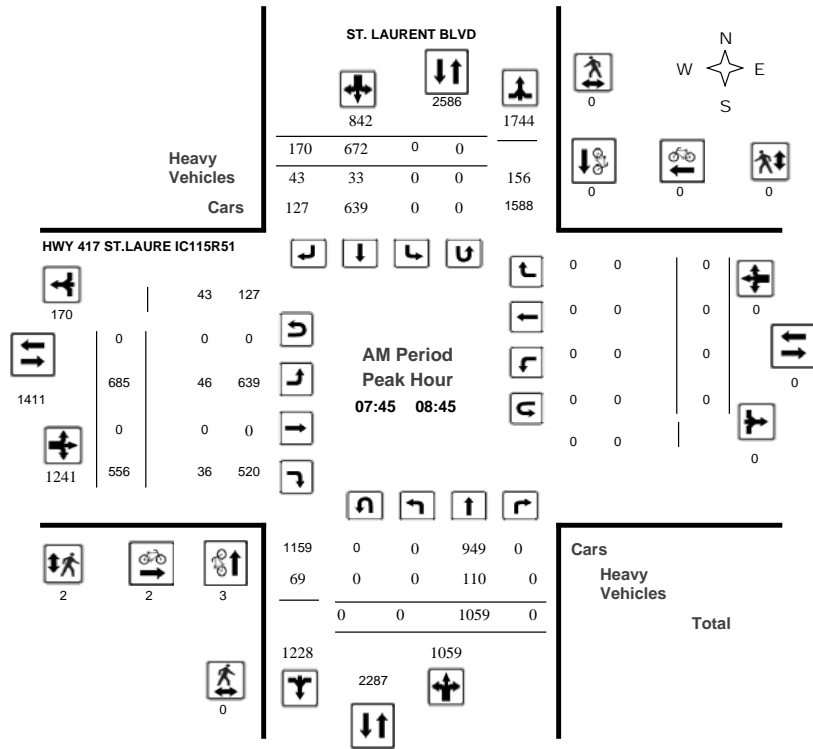 ST. LAURENT BLVD
N
W E
S
2586
0
842 1744
170 672 0 0
Heavy
Vehicles
43 33 0 0 156
Cars 127 639 0 0 1588
0 0 0
HWY 417 ST.LAURE IC115R51
170
43 127
0 0 0
685 46 639
1411
0 0 0
1241
556 36 520
AM Period
Peak Hour
07:45 08:45
0 0 0
0
0 0 0
0 0 0
0
0 0 0
0 0
0
2 2 3
1159 0 0 949 0
Cars
69 0 0 110 0
Heavy
Vehicles
0 0 1059 0
Total
1228 1059
2287
0